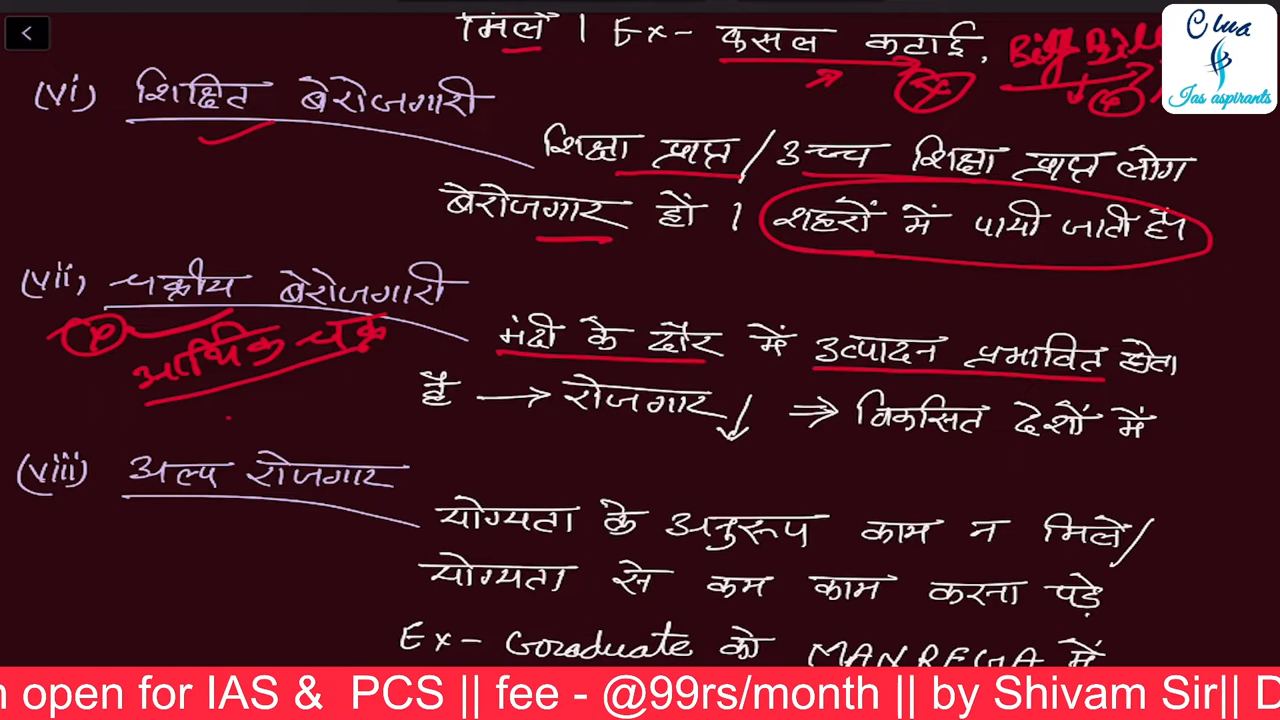 मिले । Ex- फसल कटाई,
Clwa
Ias aspirants
(vi) शिक्षित बेरोजगारी
शिक्षा प्राप्त / उच्च शिक्षा प्राप्त लोग
बेरोजगार हों । शहरों में पायी जाती है।
(vii) चक्रीय बेरोजगारी
आर्थिक चक्र
मंदी के दौर में उत्पादन प्रभावित होता
है → रोजगार ↓ ⇒ विकसित देशों में
(viii) अल्प रोजगार
योग्यता के अनुरूप काम न मिले/
योग्यता से कम काम करना पड़े
Ex- Graduate को MANREGA में
n open for IAS & PCS || fee - @99rs/month || by Shivam Sir|| D